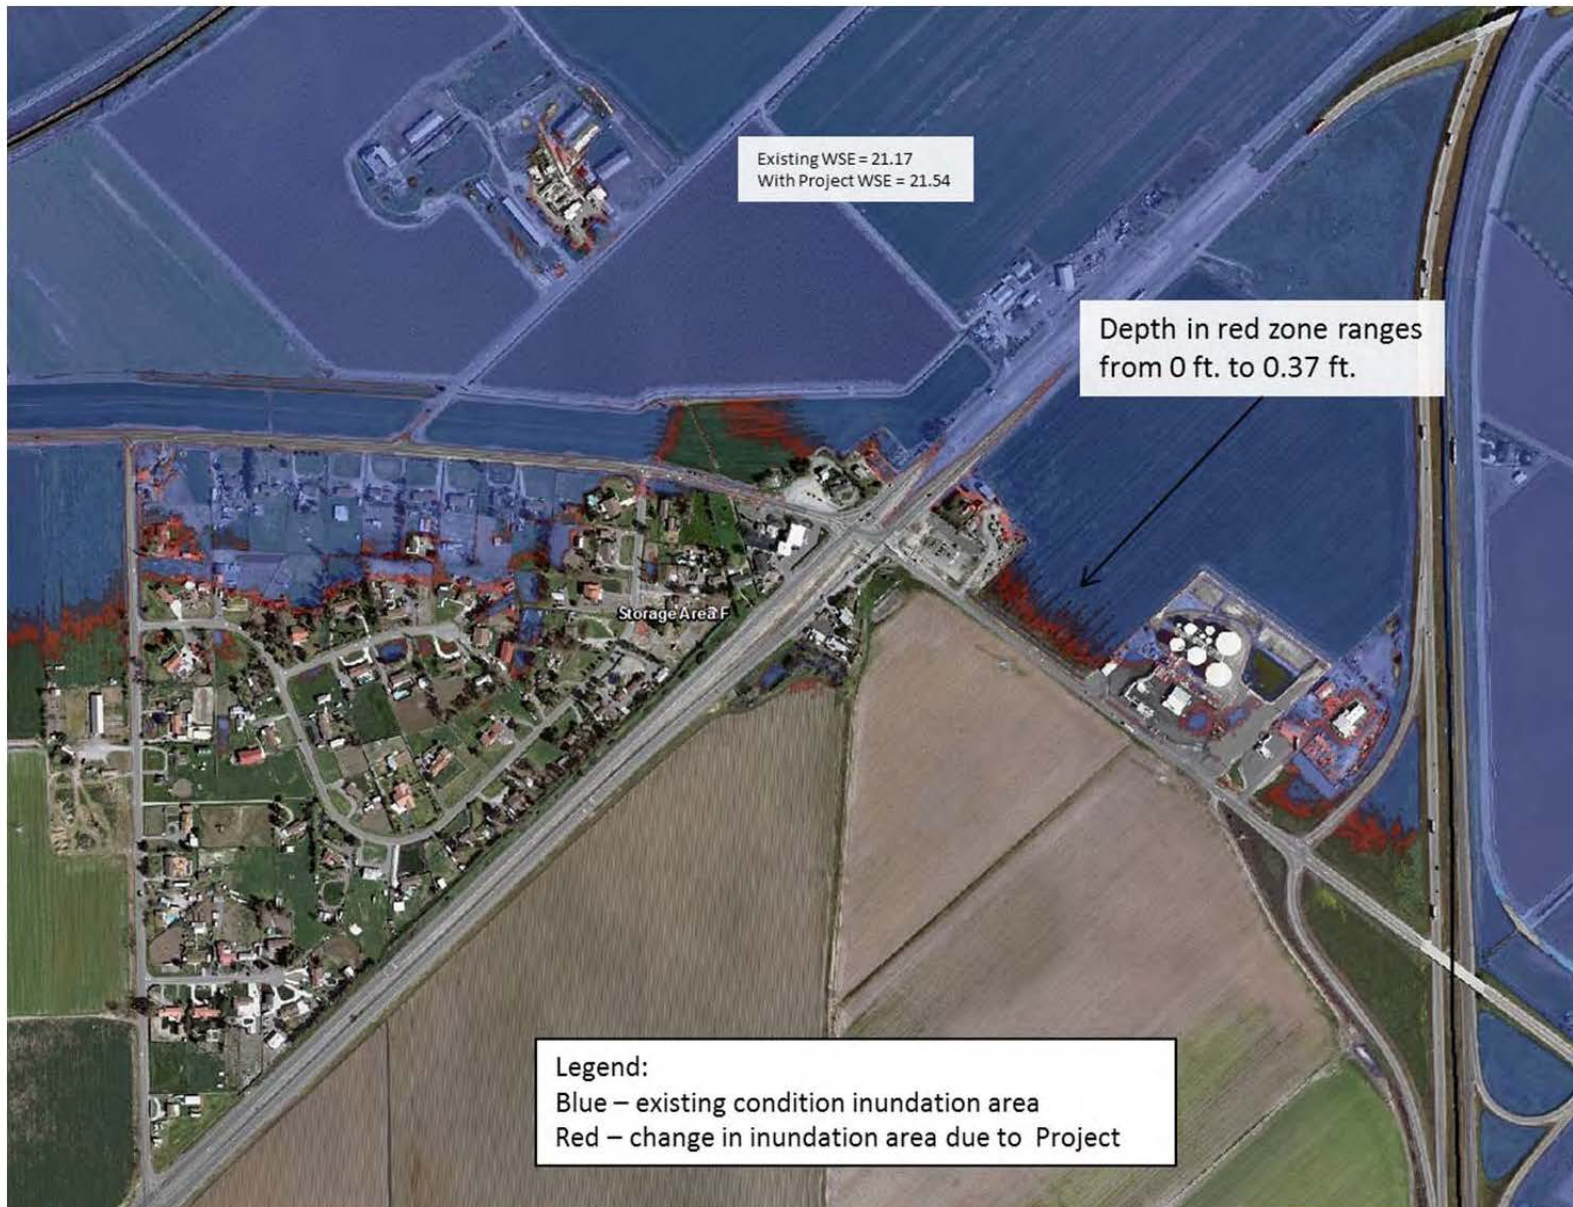 Existing WSE = 21.17
With Project WSE = 21.54
Depth in red zone ranges
from 0 ft. to 0.37 ft.
Storage Area F
Legend:
Blue – existing condition inundation area
Red – change in inundation area due to Project